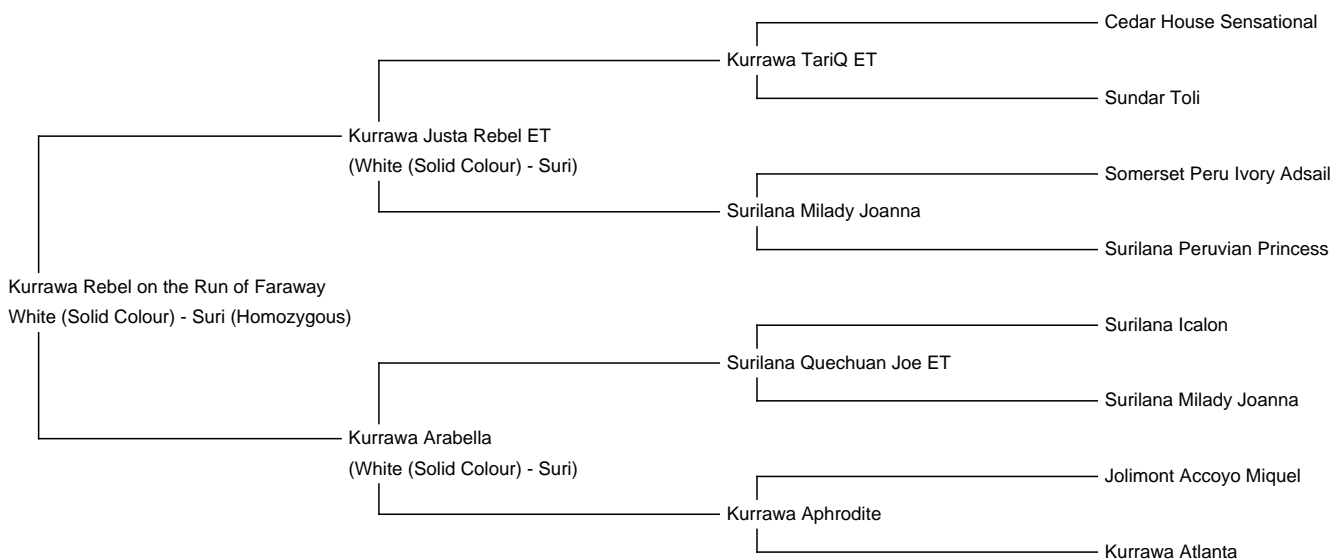 Cedar House Sensational
Kurrawa TariQ ET
Sundar Toli
Kurrawa Justa Rebel ET
(White (Solid Colour) - Suri)
Somerset Peru Ivory Adsail
Surilana Milady Joanna
Surilana Peruvian Princess
Kurrawa Rebel on the Run of Faraway
White (Solid Colour) - Suri (Homozygous)
Surilana Icalon
Surilana Quechuan Joe ET
Surilana Milady Joanna
Kurrawa Arabella
(White (Solid Colour) - Suri)
Jolimont Accoyo Miquel
Kurrawa Aphrodite
Kurrawa Atlanta